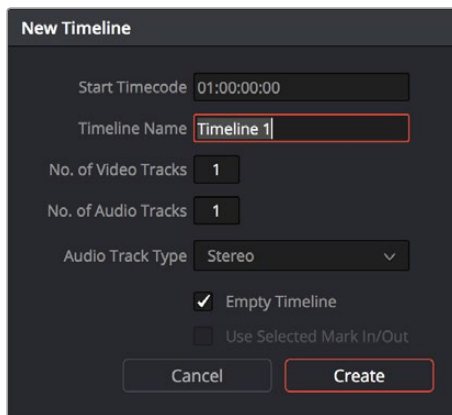 New Timeline
Start Timecode 01:00:00:00
Timeline Name Timeline 1
No. of Video Tracks 1
No. of Audio Tracks 1
Audio Track Type Stereo
Empty Timeline
Use Selected Mark In/Out
Cancel Create